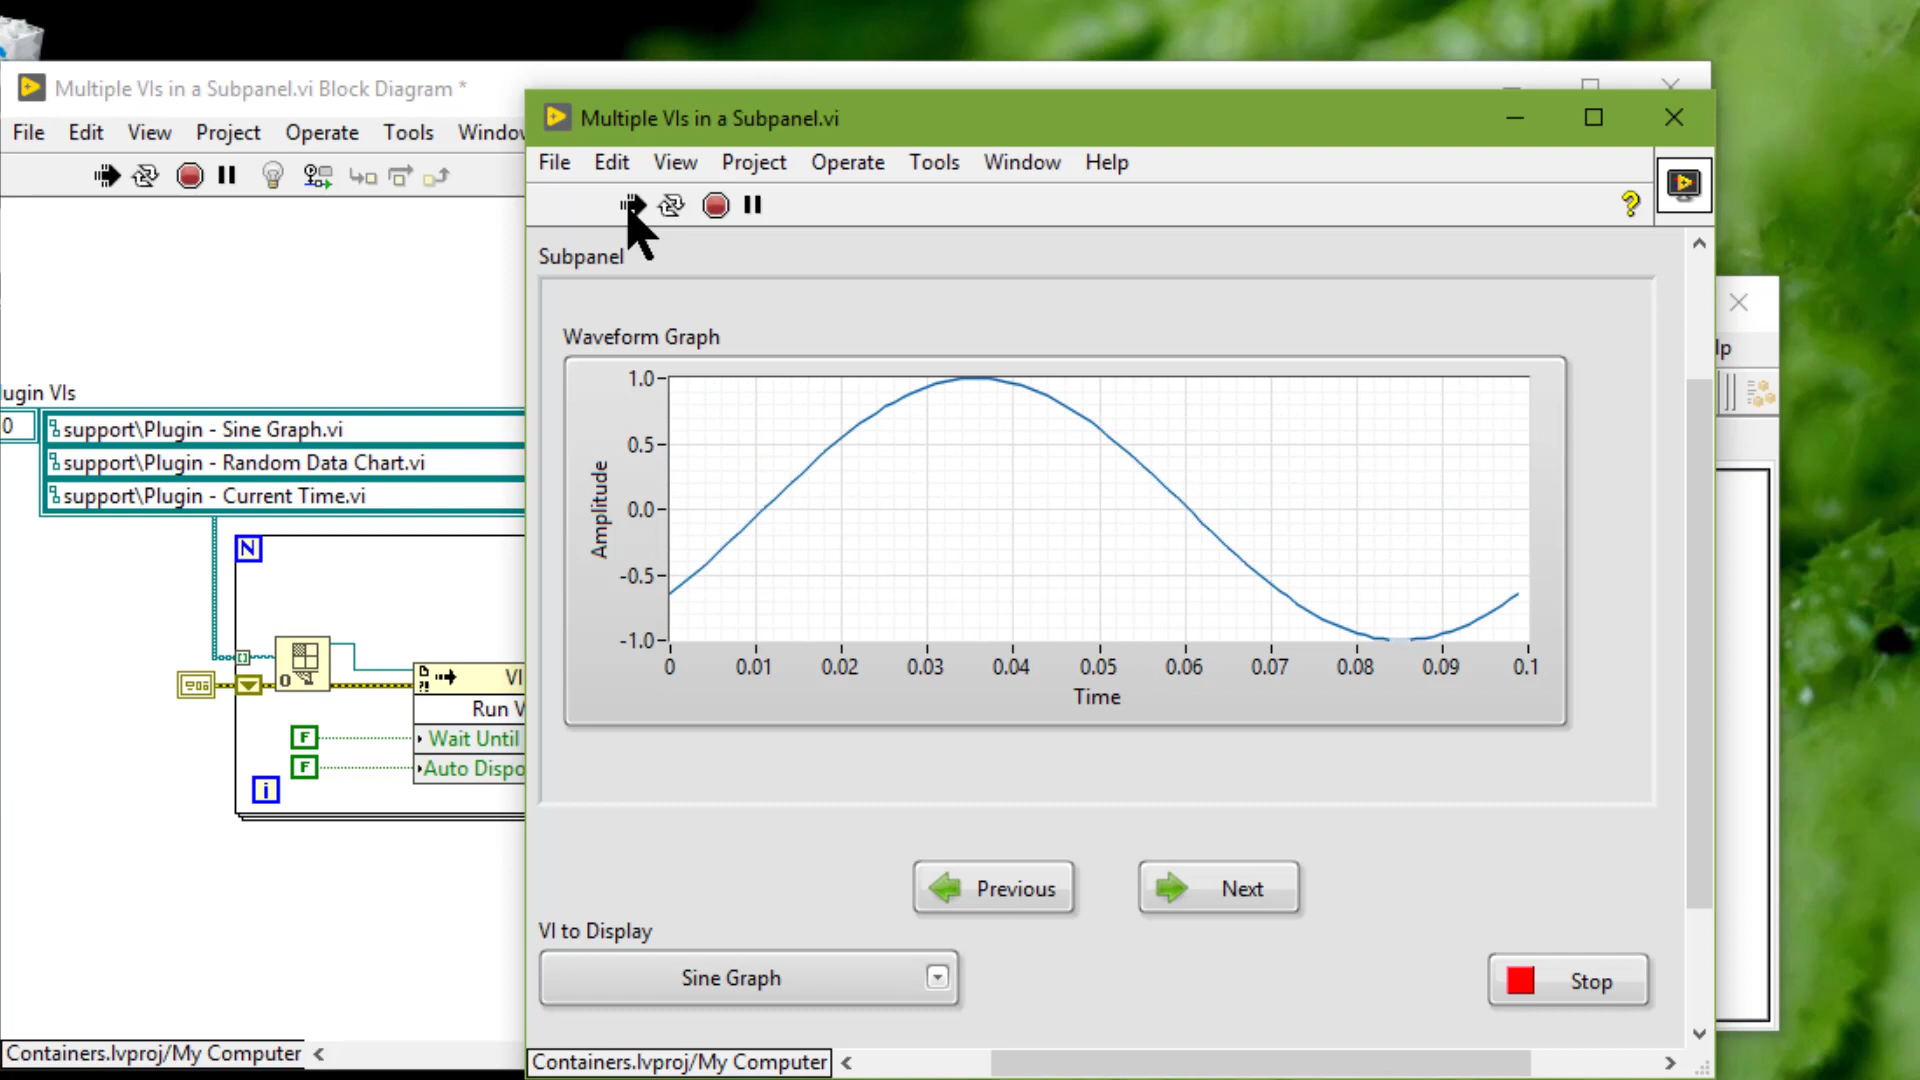 Multiple VIs in a Subpanel.vi Block Diagram *
File Edit View Project Operate Tools Window
lugin VIs
0
support\Plugin - Sine Graph.vi
support\Plugin - Random Data Chart.vi
support\Plugin - Current Time.vi
N
VI
Run V
F
Wait Until
F
Auto Dispo
i
Containers.lvproj/My Computer
Multiple VIs in a Subpanel.vi
File Edit View Project Operate Tools Window Help
?
Subpanel
Waveform Graph
1.0
0.5
0.0
-0.5
-1.0
Amplitude
0 0.01 0.02 0.03 0.04 0.05 0.06 0.07 0.08 0.09 0.1
Time
Previous Next
VI to Display
Sine Graph
Stop
Containers.lvproj/My Computer
lp